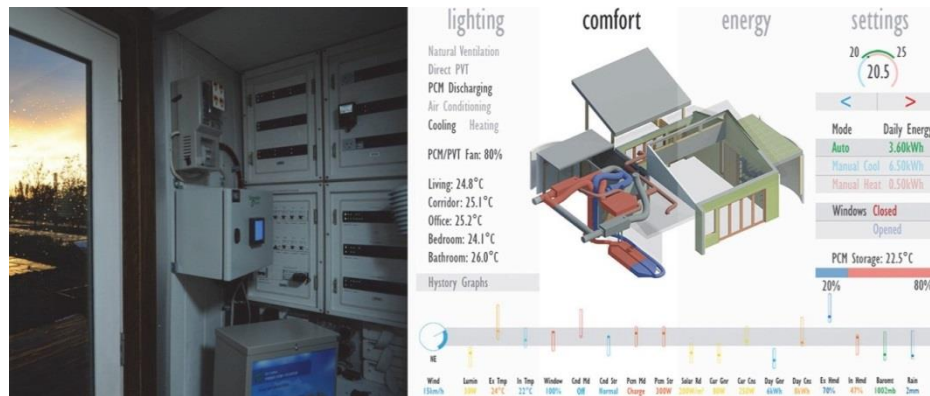 lighting
comfort
energy
settings
Natural Ventilation
Direct PVT
PCM Discharging
Air Conditioning
Cooling Heating
PCM/PVT Fan: 80%
Living: 24.8°C
Corridor: 25.1°C
Office: 25.2°C
Bedroom: 24.1°C
Bathroom: 26.0°C
Hystory Graphs
20 25
20.5
< >
Mode Daily Energy
Auto 3.60kWh
Manual Cool 6.50kWh
Manual Heat 0.50kWh
Windows Closed
Opened
PCM Storage: 22.5°C
20% 80%
NE
Wind Lumin Ex Tmp In Tmp Window Cnd Md Cnd Str Pcm Md Pcm Str Solar Rd Cur Gnr Cur Cns Day Gnr Day Cns Ex Hmd In Hmd Barom Rain
15km/h 24°C 22°C 100% Off Normal Charge 300W 6kWh 70% 47% 1002mb 2mm